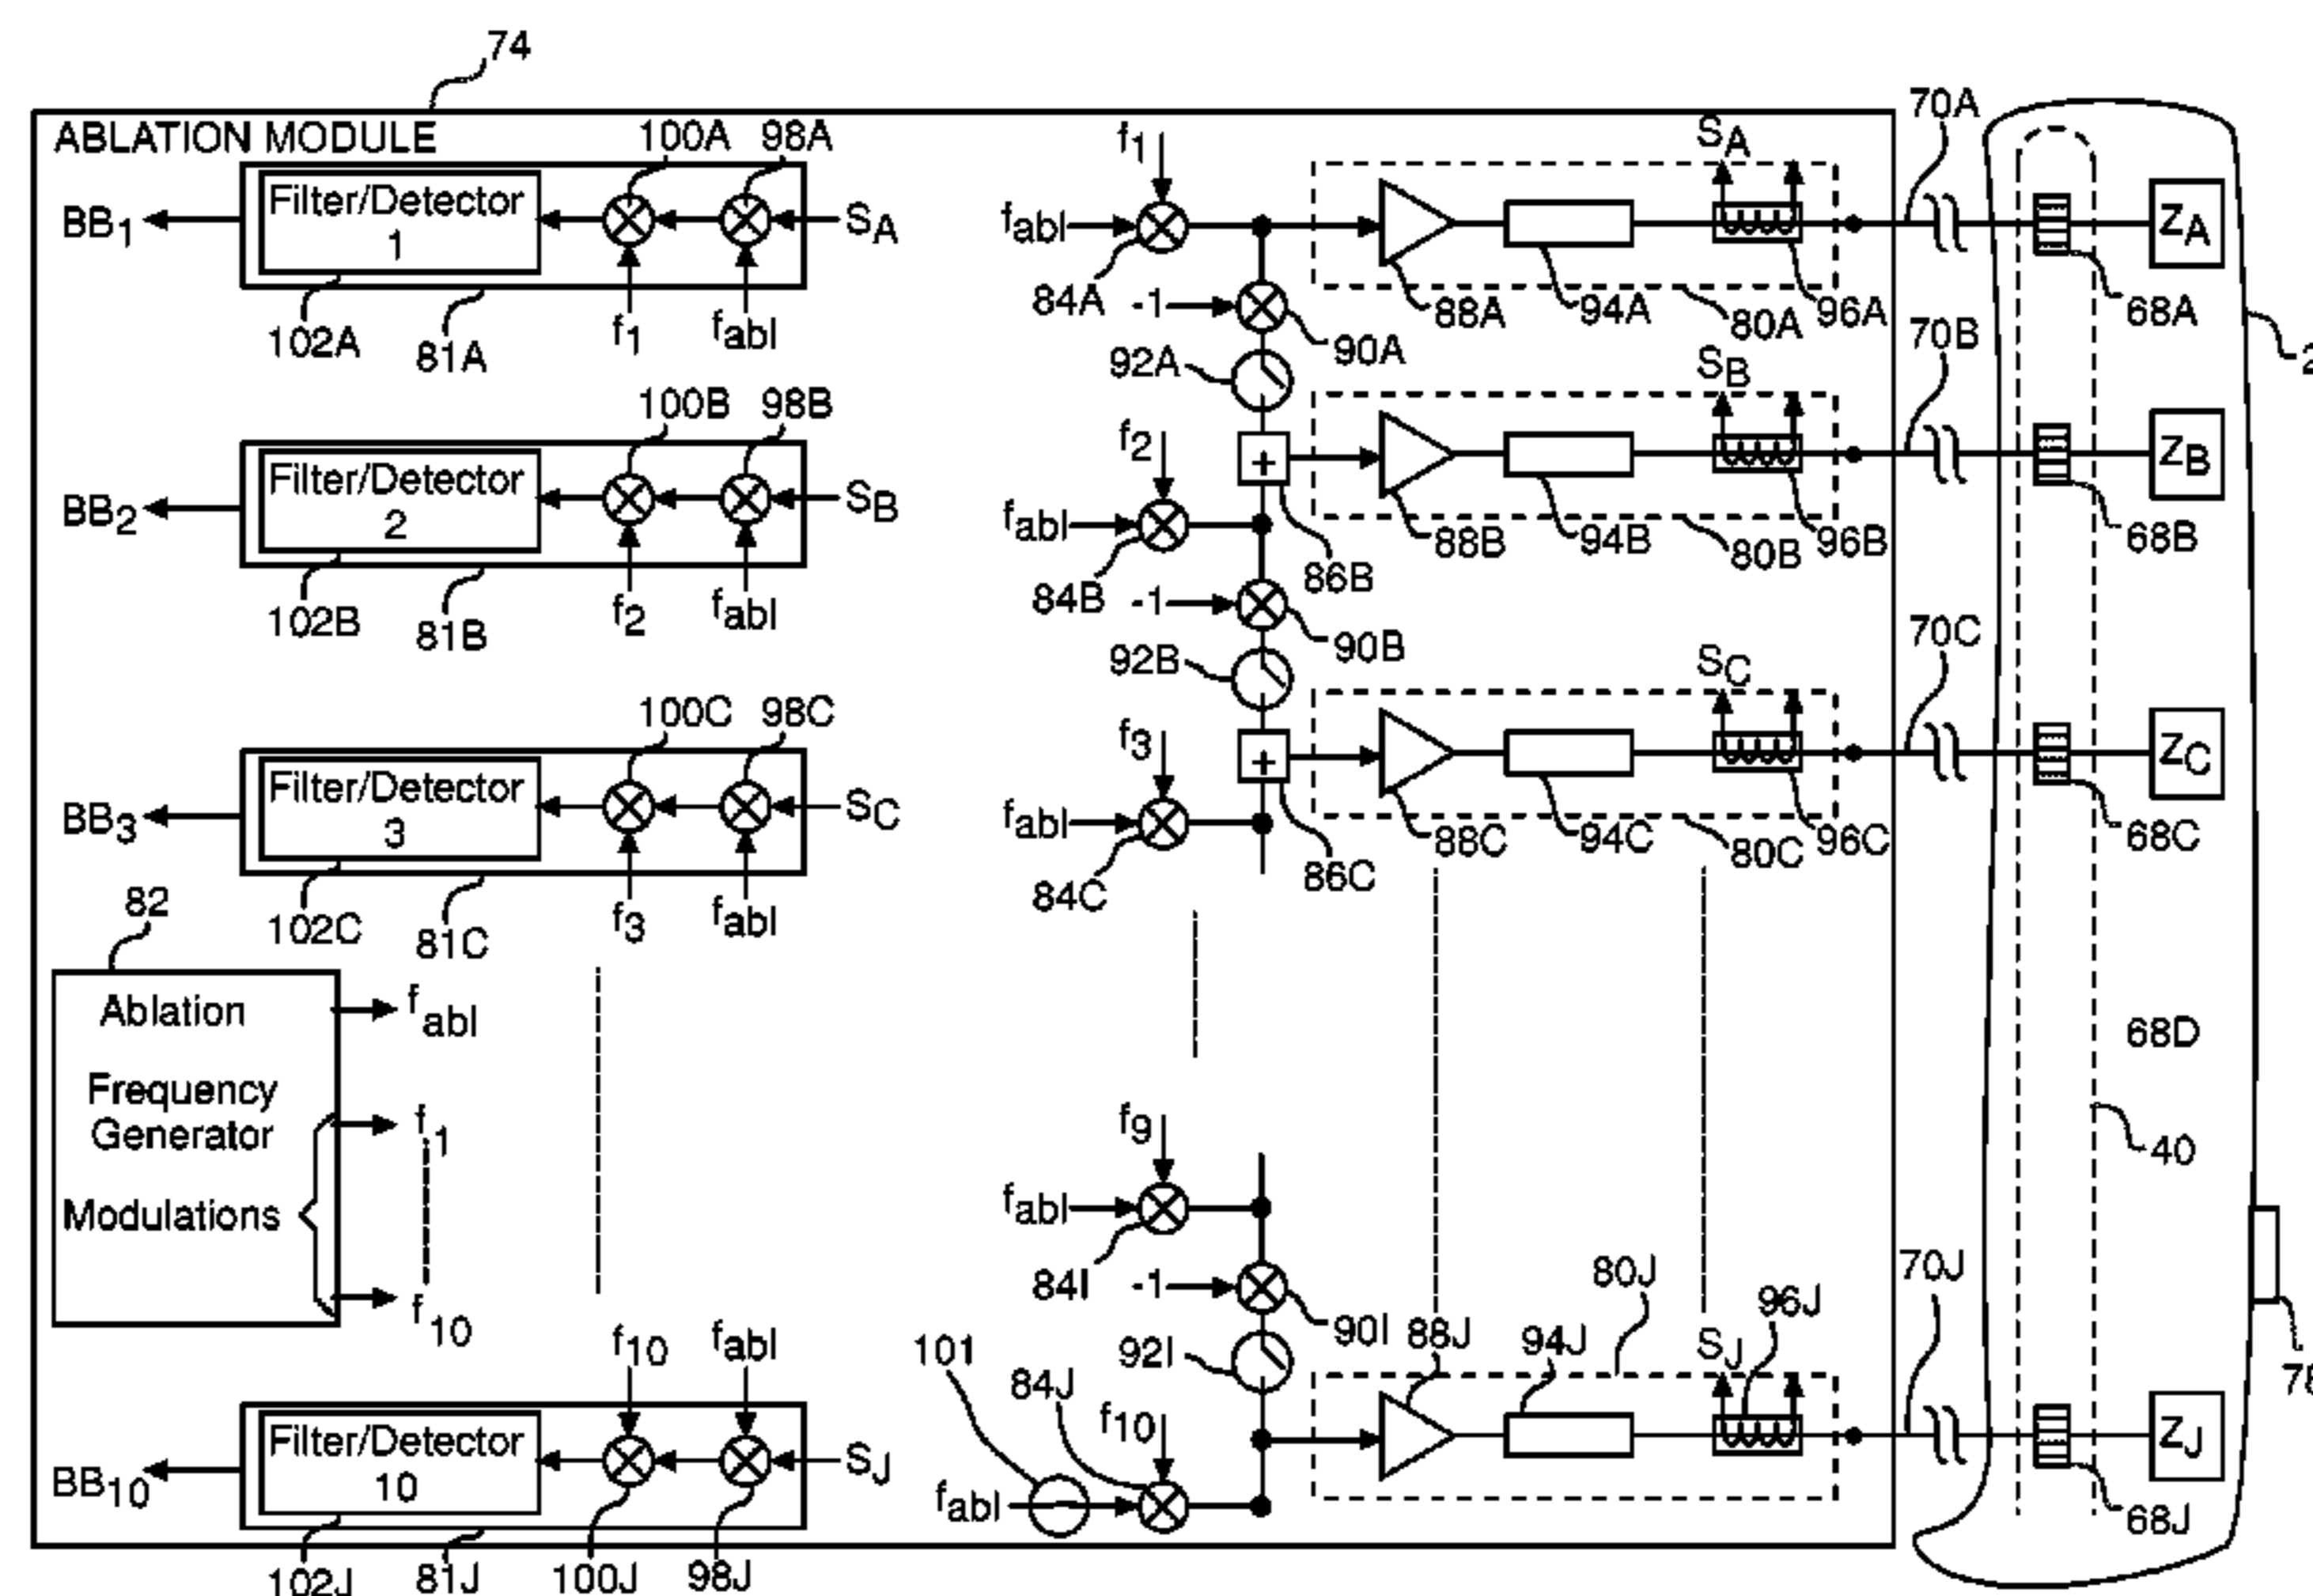 74
ABLATION MODULE
100A 98A
Filter/Detector
1
BB1
SA
102A
81A
f1
fabl
100B 98B
Filter/Detector
2
BB2
SB
102B
81B
f2
fabl
100C 98C
Filter/Detector
3
BB3
SC
102C
81C
f3
fabl
82
Ablation
Frequency
Generator
Modulations
fabl
f1
f10
f10
fabl
Filter/Detector
10
BB10
SJ
102J
81J
100J
98J
f1
fabl
84A
-1
90A
92A
SA
88A
94A
80A
96A
70A
68A
ZA
f2
fabl
84B
-1
90B
92B
+
86B
SB
88B
94B
80B
96B
70B
68B
ZB
f3
fabl
84C
+
86C
SC
88C
94C
80C
96C
70C
68C
ZC
68D
40
f9
fabl
84I
-1
90I
92I
101
84J
f10
fabl
88J
94J
80J
SJ
96J
70J
68J
ZJ